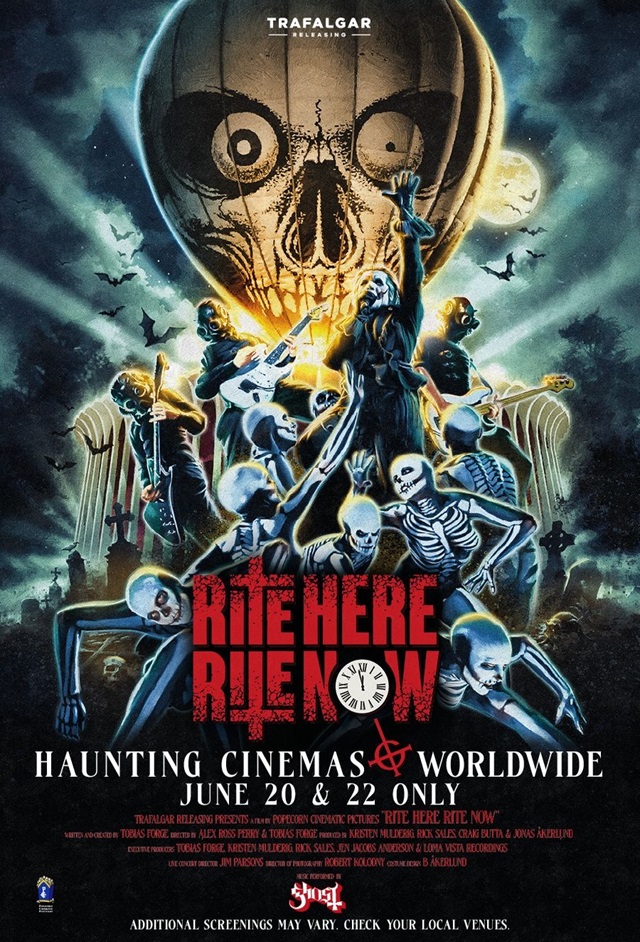 TRAFALGAR
RELEASING
RITE HERE
RITE NOW
HAUNTING CINEMAS WORLDWIDE
JUNE 20 & 22 ONLY
TRAFALGAR RELEASING PRESENTS A FILM BY POPECORN CINEMATIC PICTURES "RITE HERE RITE NOW"
WRITTEN AND CREATED BY TOBIAS FORGE DIRECTED BY ALEX ROSS PERRY & TOBIAS FORGE PRODUCED BY KRISTEN MULDERIG, RICK SALES, CRAIG BUTTA & JONAS ÅKERLUND
EXECUTIVE PRODUCERS TOBIAS FORGE, KRISTEN MULDERIG, RICK SALES, JEN JACOBS ANDERSON & LOMA VISTA RECORDINGS
LIVE CONCERT DIRECTOR JIM PARSONS DIRECTOR OF PHOTOGRAPHY ROBERT KOLODNY COSTUME DESIGN B ÅKERLUND
MUSIC PERFORMED BY
Ghost
ADDITIONAL SCREENINGS MAY VARY. CHECK YOUR LOCAL VENUES.